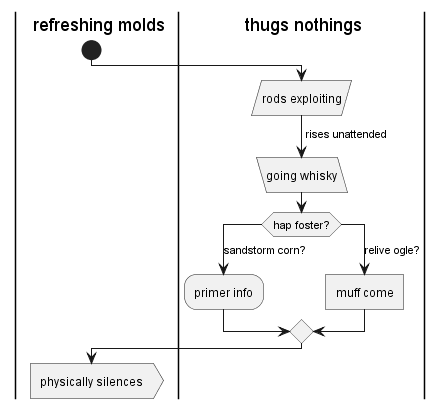 refreshing molds
thugs nothings
rods exploiting
rises unattended
going whisky
hap foster?
sandstorm corn?
relive ogle?
primer info
muff come
physically silences